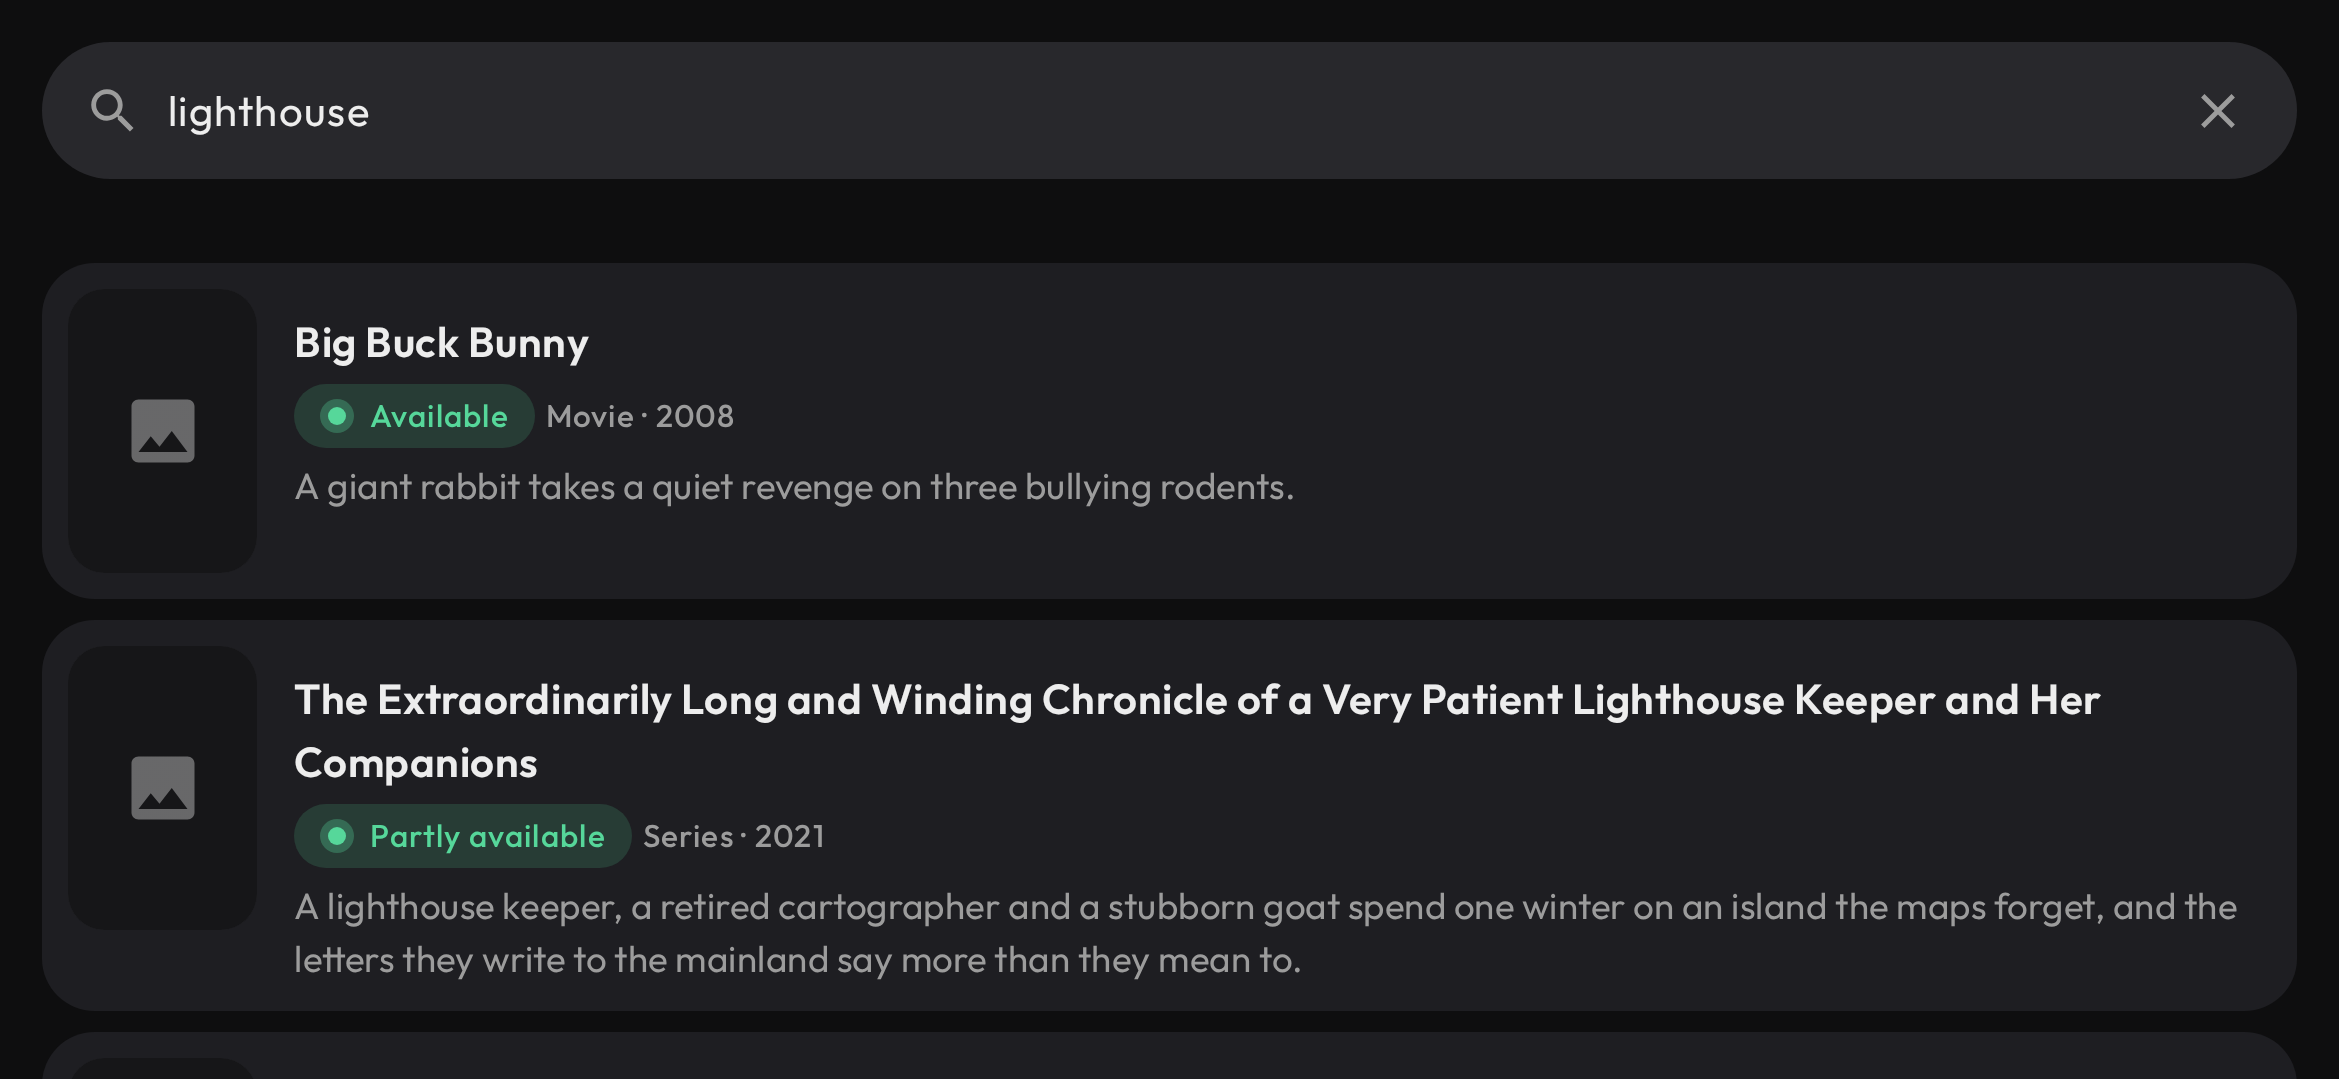 lighthouse
Big Buck Bunny
Available Movie · 2008
A giant rabbit takes a quiet revenge on three bullying rodents.
The Extraordinarily Long and Winding Chronicle of a Very Patient Lighthouse Keeper and Her
Companions
Partly available Series · 2021
A lighthouse keeper, a retired cartographer and a stubborn goat spend one winter on an island the maps forget, and the
letters they write to the mainland say more than they mean to.